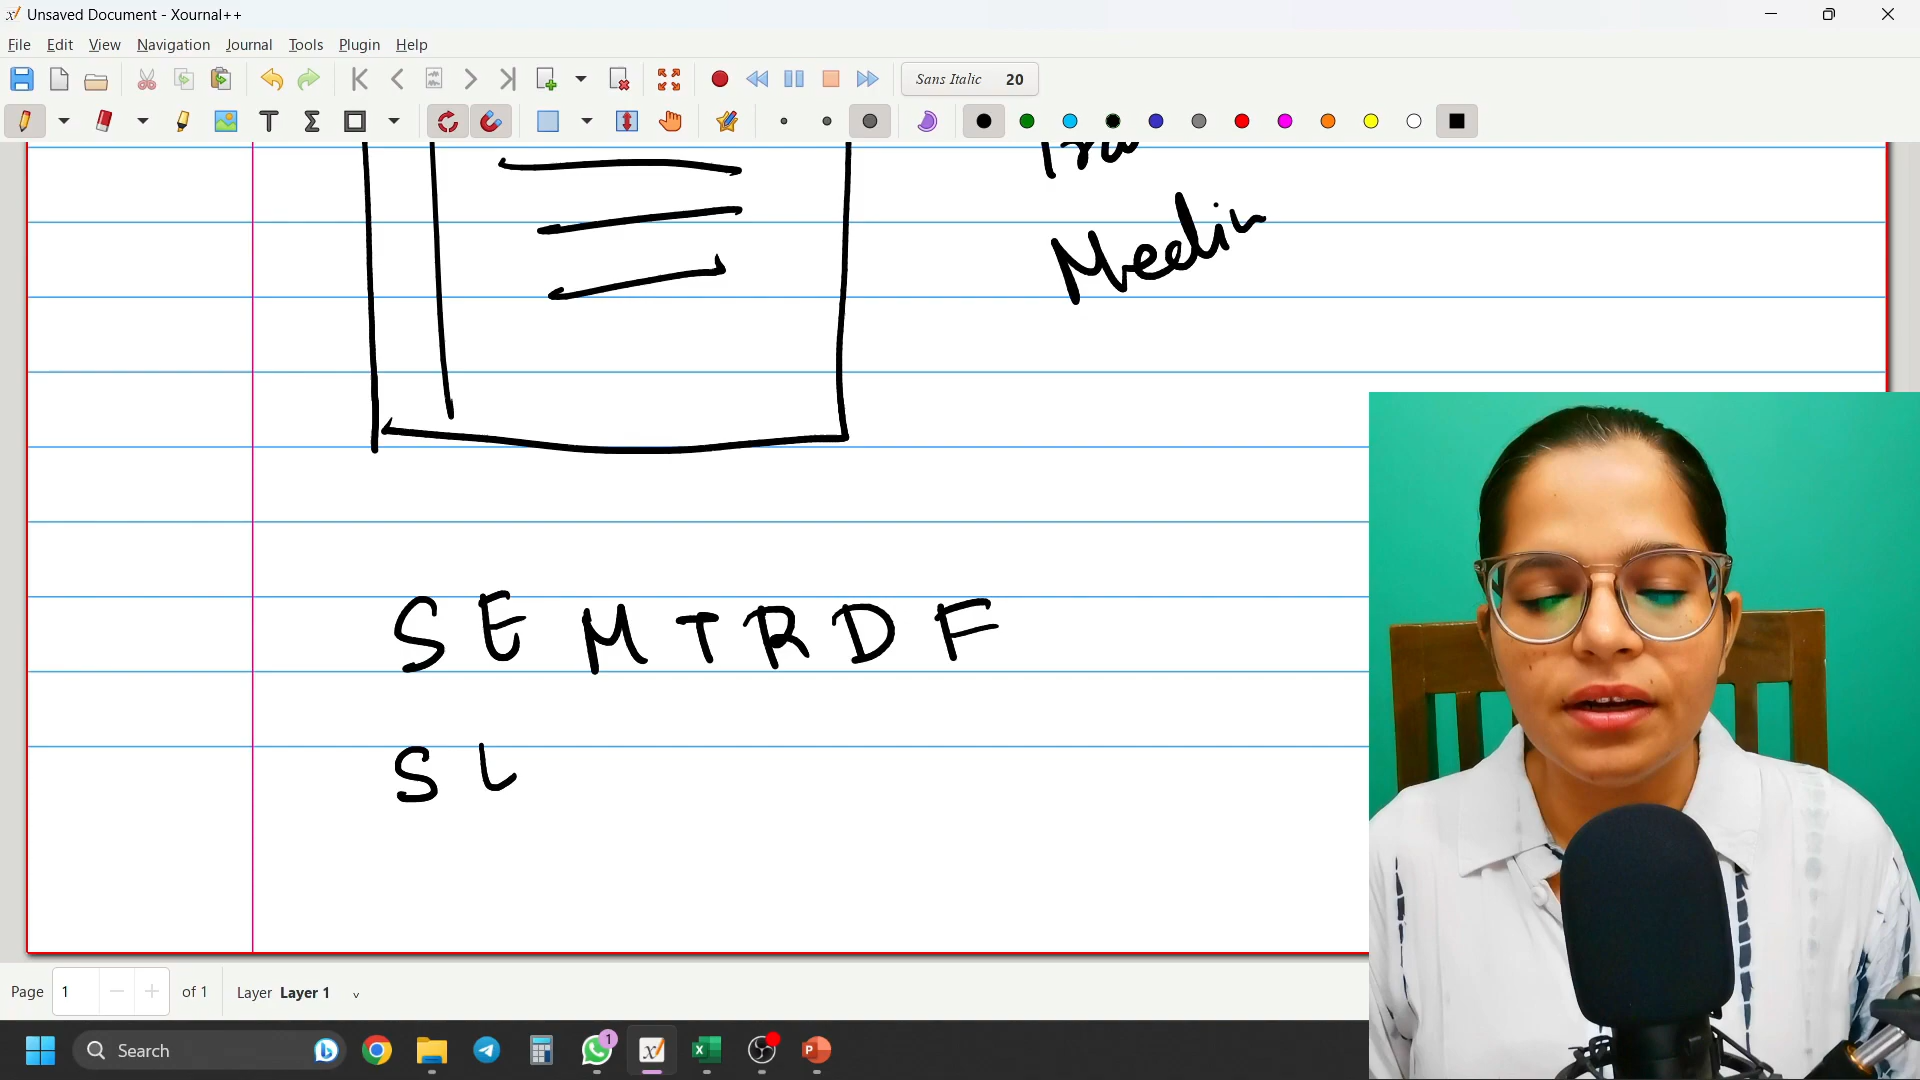 Unsaved Document - Xournal++
File Edit View Navigation Journal Tools Plugin Help
Sans Italic 20
S E M T R D F
S
Page 1 of 1 Layer Layer 1
Search
1